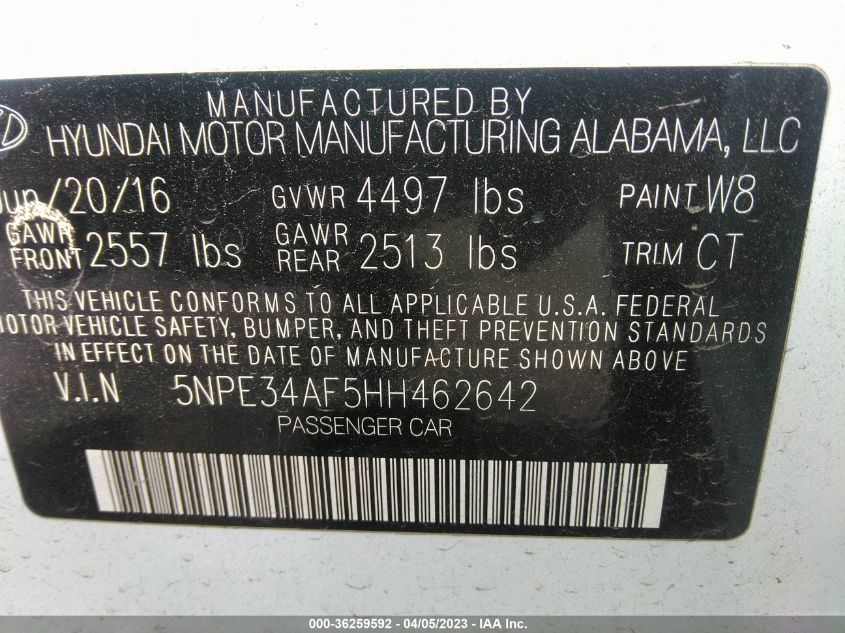 MANUFACTURED BY
HYUNDAI MOTOR MANUFACTURING ALABAMA, LLC
Jun/20/16 GVWR 4497 lbs PAINT W8
GAWR FRONT 2557 lbs GAWR REAR 2513 lbs TRIM CT
THIS VEHICLE CONFORMS TO ALL APPLICABLE U.S.A. FEDERAL
MOTOR VEHICLE SAFETY, BUMPER, AND THEFT PREVENTION STANDARDS
IN EFFECT ON THE DATE OF MANUFACTURE SHOWN ABOVE
V.I.N 5NPE34AF5HH462642
PASSENGER CAR
000-36259592 - 04/05/2023 - © IAA, Inc.